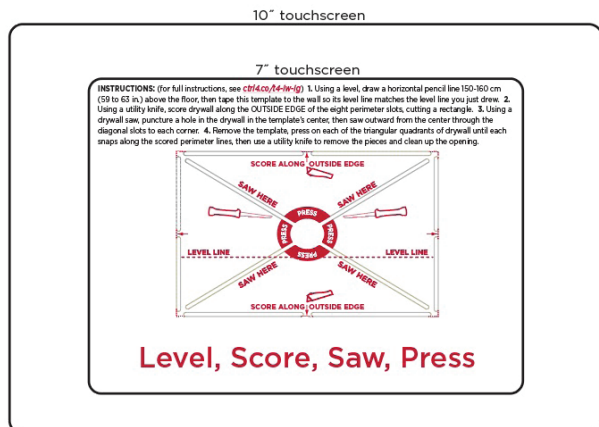 10″ touchscreen
7″ touchscreen
INSTRUCTIONS: (for full instructions, see ctrl4.co/t4-iw-ig) 1. Using a level, draw a horizontal pencil line 150-160 cm
(59 to 63 in.) above the floor, then tape this template to the wall so its level line matches the level line you just drew. 2.
Using a utility knife, score drywall along the OUTSIDE EDGE of the eight perimeter slots, cutting a rectangle. 3. Using a
drywall saw, puncture a hole in the drywall in the template's center, then saw outward from the center through the
diagonal slots to each corner. 4. Remove the template, press on each of the triangular quadrants of drywall until each
snaps along the scored perimeter lines, then use a utility knife to remove the pieces and clean up the opening.
SCORE ALONG OUTSIDE EDGE
SAW HERE
SAW HERE
PRESS
PRESS
PRESS
LEVEL LINE
LEVEL LINE
PRESS
SAW HERE
SAW HERE
SCORE ALONG OUTSIDE EDGE
Level, Score, Saw, Press